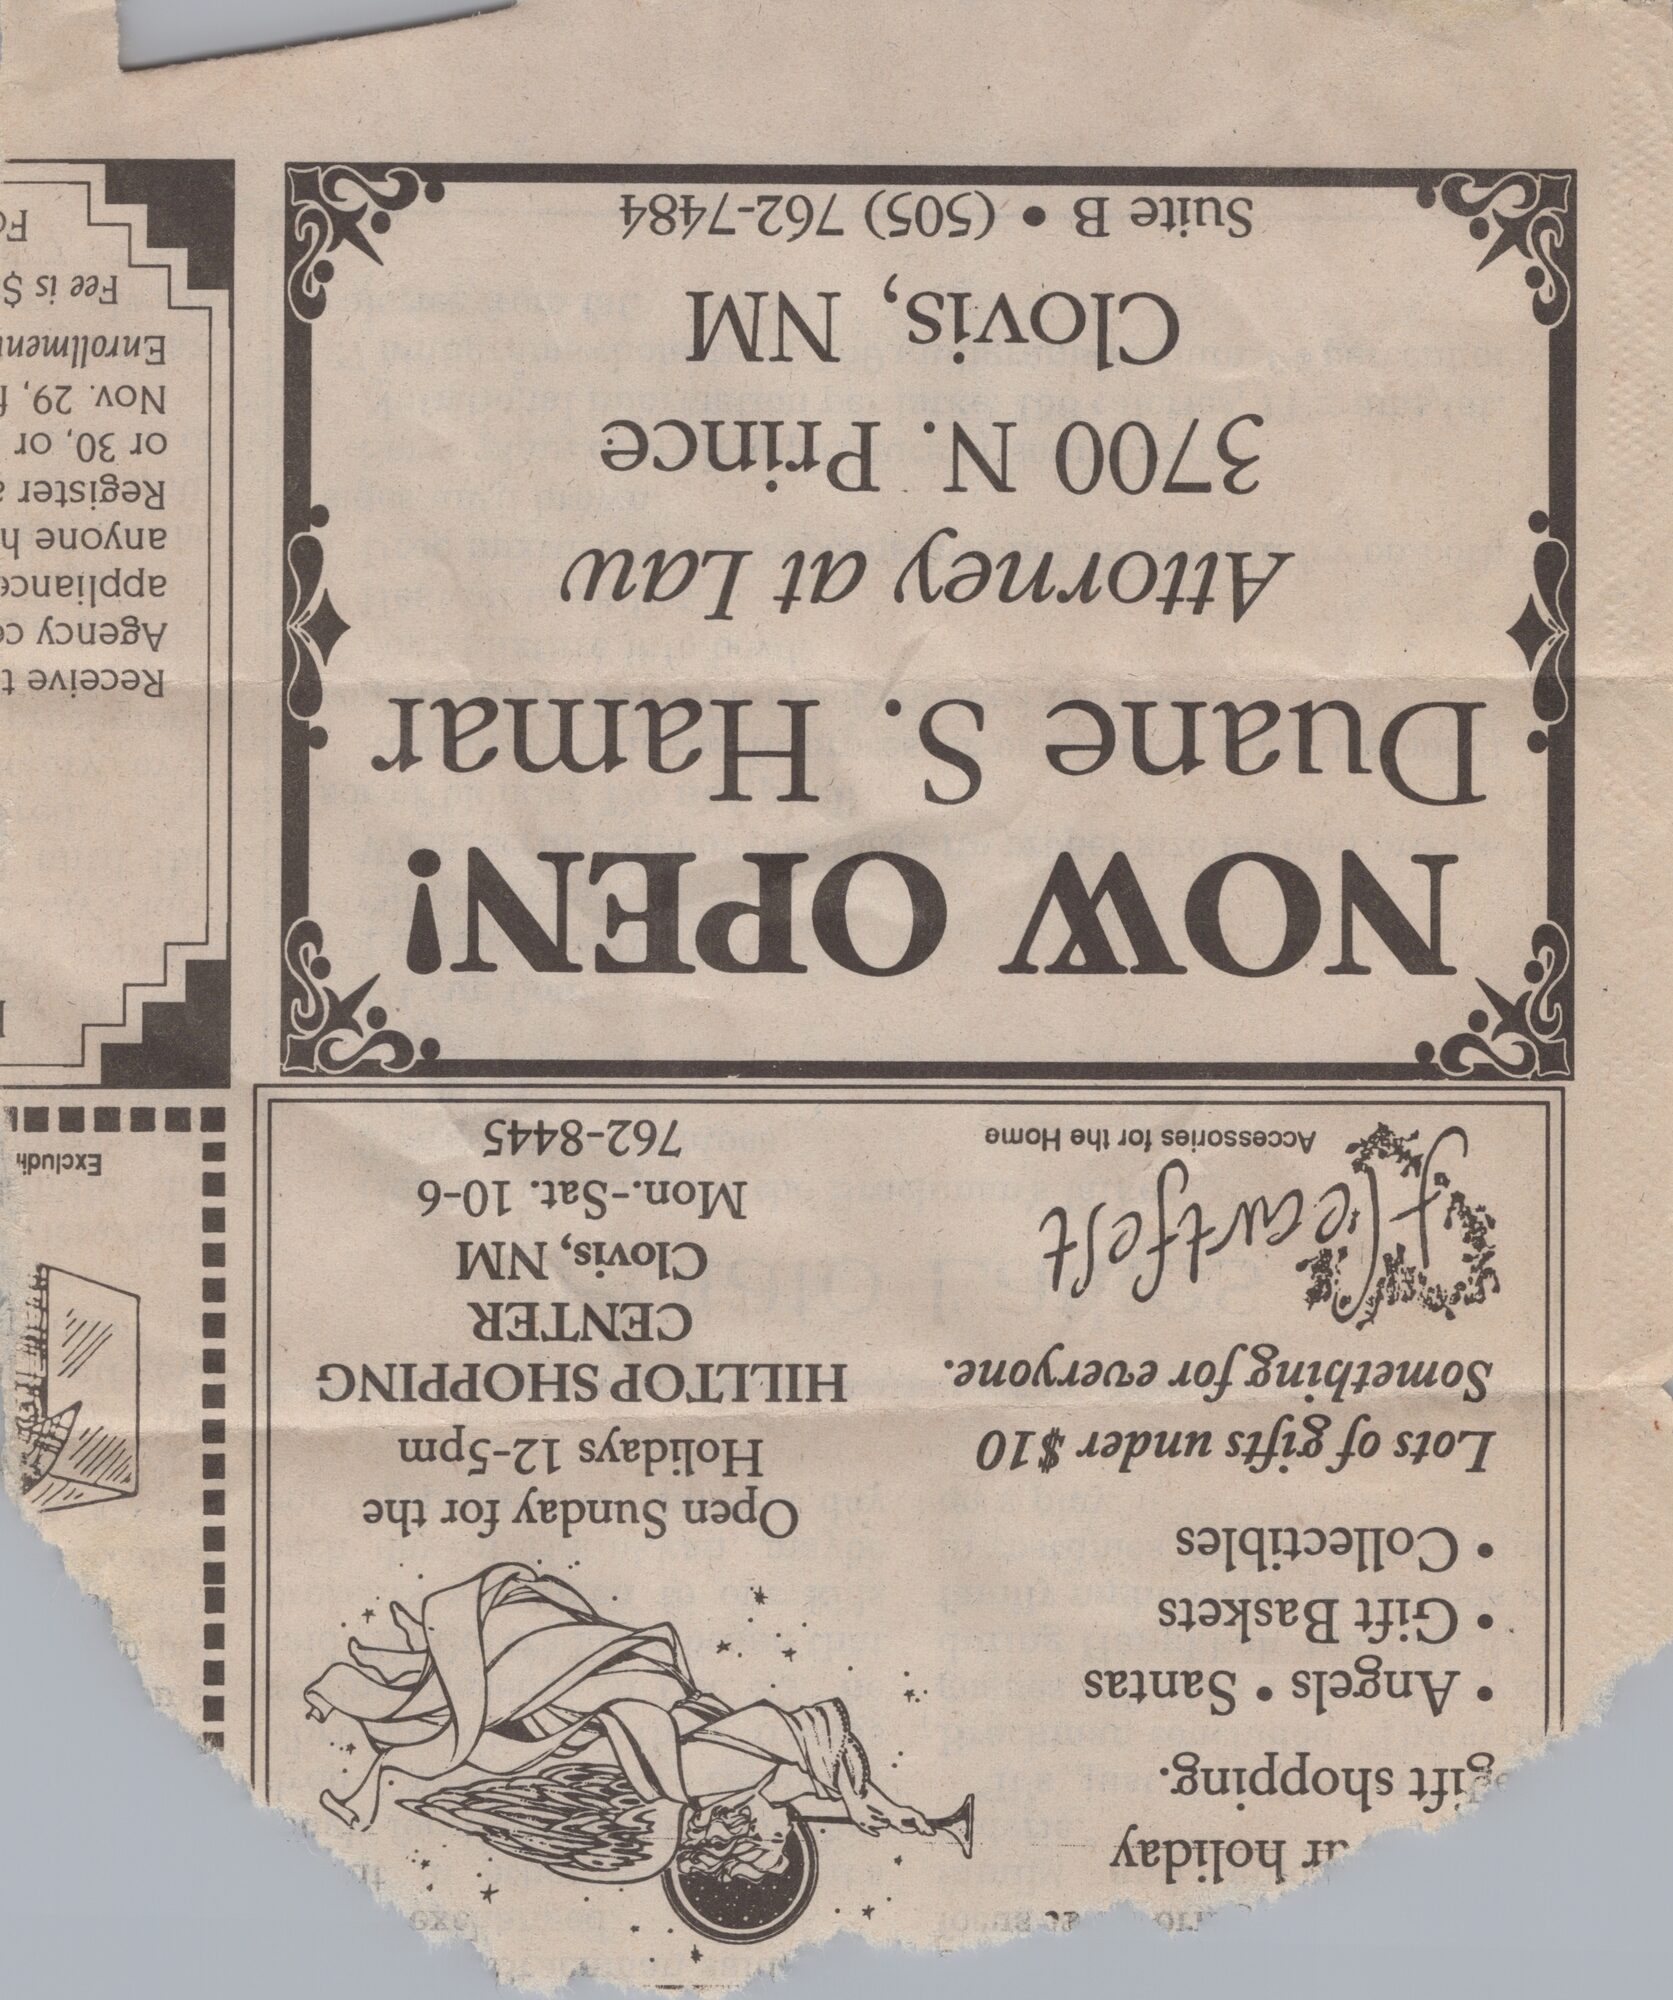 ur holiday
gift shopping.
• Angels • Santas
• Gift Baskets
• Collectibles
Lots of gifts under $10
Something for everyone.
Heartfest
Accessories for the Home
Open Sunday for the
Holidays 12-5pm
HILLTOP SHOPPING
CENTER
Clovis, NM
Mon.-Sat. 10-6
762-8445
NOW OPEN!
Duane S. Hamar
Attorney at Law
3700 N. Prince
Clovis, NM
Suite B • (505) 762-7484
Receive t
Agency co
appliance
anyone h
Register a
or 30, or
Nov. 29, f
Enrollmen
Fee is $
Fo